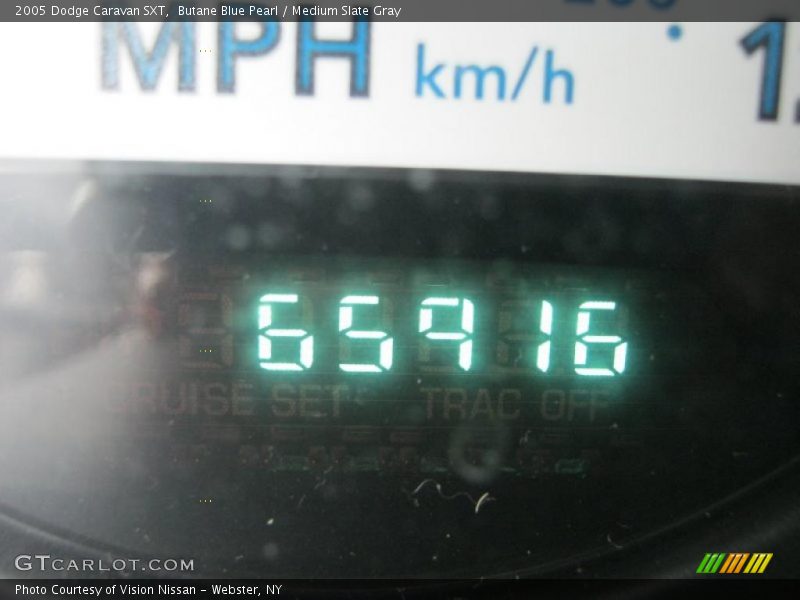 2005 Dodge Caravan SXT, Butane Blue Pearl / Medium Slate Gray
MPH km/h
65916
CRUISE SET TRAC OFF
GTCARLOT.COM
Photo Courtesy of Vision Nissan - Webster, NY